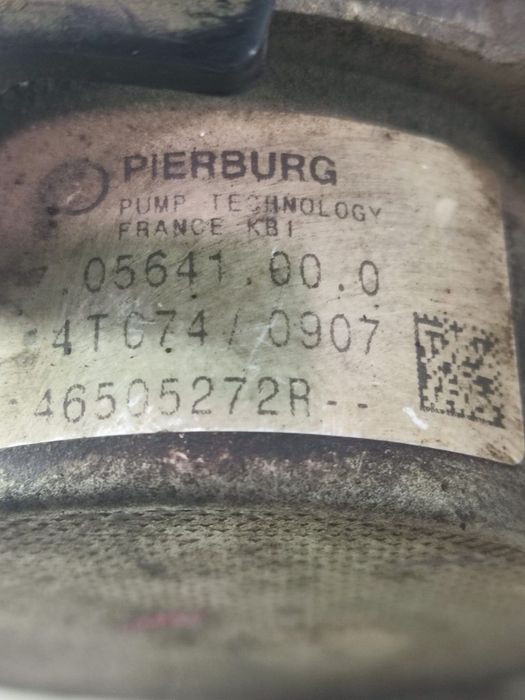 PIERBURG
PUMP TECHNOLOGY
FRANCE KB1
.05641.00.0
4TC74/0907
-46505272R--